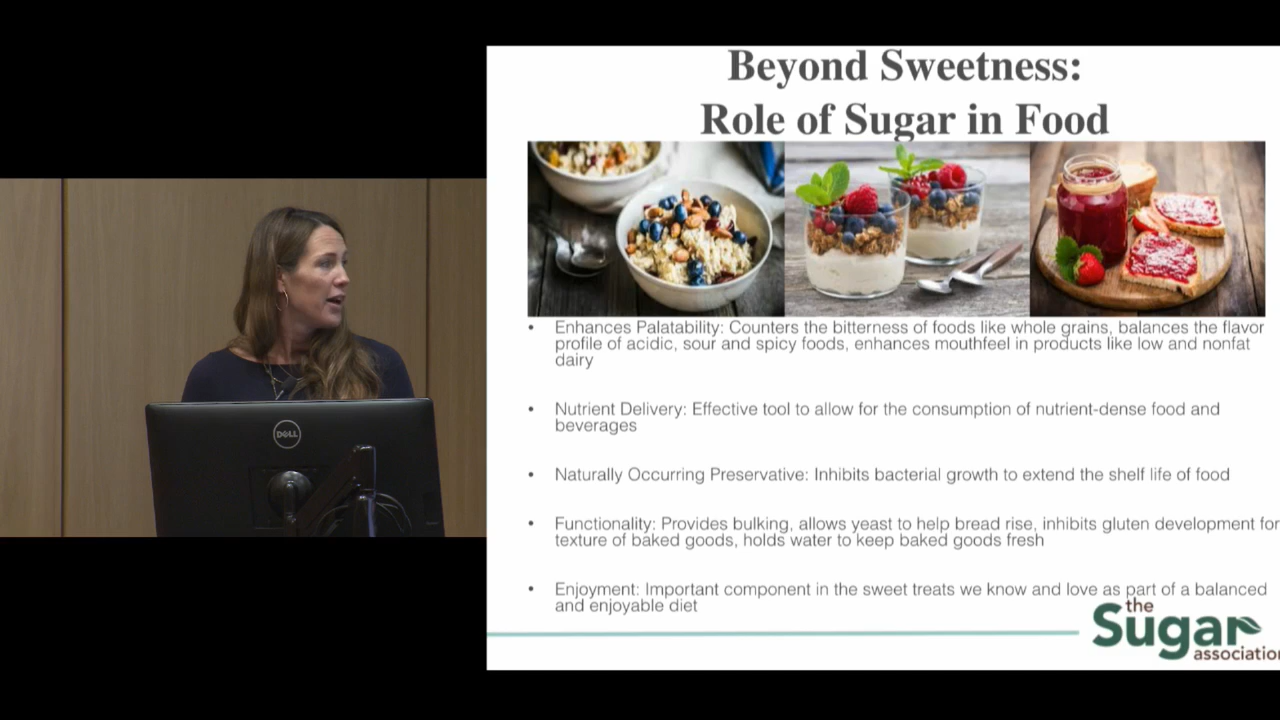 Beyond Sweetness:
Role of Sugar in Food
• Enhances Palatability: Counters the bitterness of foods like whole grains, balances the flavor
profile of acidic, sour and spicy foods, enhances mouthfeel in products like low and nonfat
dairy
• Nutrient Delivery: Effective tool to allow for the consumption of nutrient-dense food and
beverages
• Naturally Occurring Preservative: Inhibits bacterial growth to extend the shelf life of food
• Functionality: Provides bulking, allows yeast to help bread rise, inhibits gluten development for
texture of baked goods, holds water to keep baked goods fresh
• Enjoyment: Important component in the sweet treats we know and love as part of a balanced
and enjoyable diet
the
Sugar
association
DELL